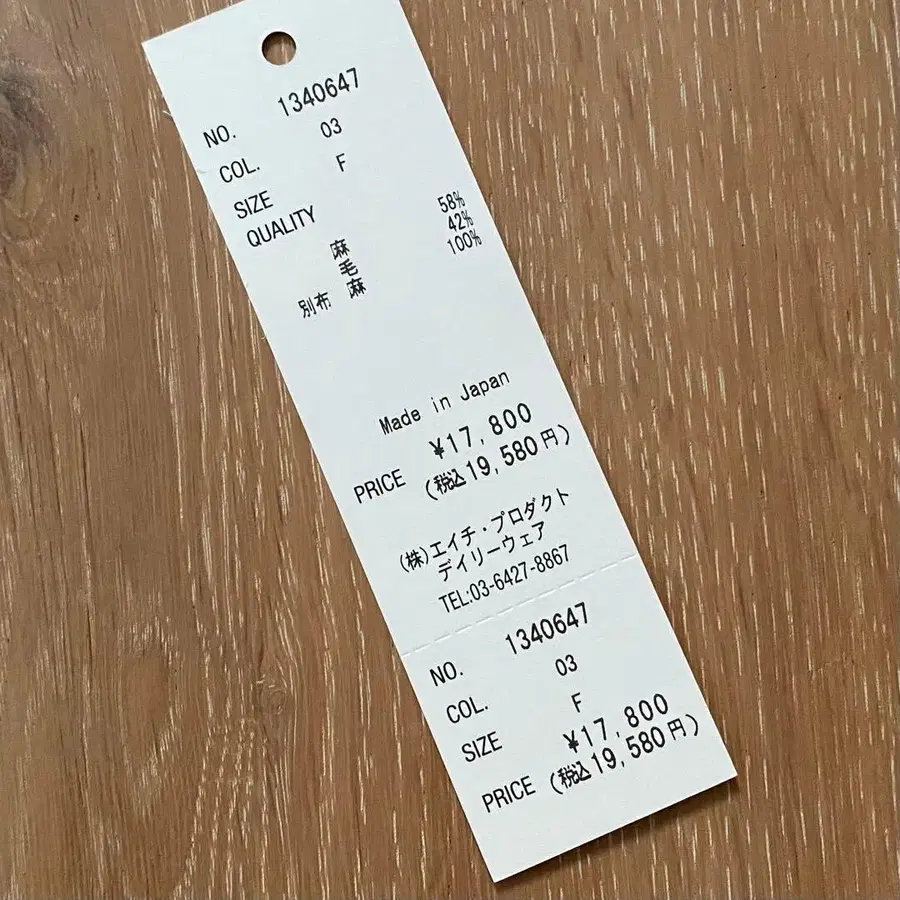 NO. 1340647
COL. 03
SIZE F
QUALITY
麻 58%
毛 42%
別布 麻 100%
Made in Japan
PRICE ¥17,800
(税込19,580円)
(株)エイチ・プロダクト
デイリーウェア
TEL:03-6427-8867
NO. 1340647
COL. 03
SIZE F
PRICE ¥17,800
(税込19,580円)